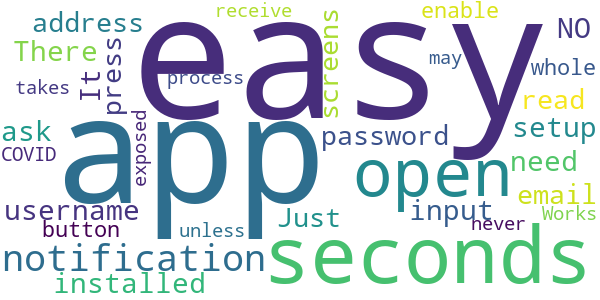 receive
enable
address
easy
NO
There
It
press
screens
may
whole
takes
process
app
read
ask
exposed
password
setup
COVID
open
need
email
username
input
Works
button
unless
Just
never
notification
seconds
installed